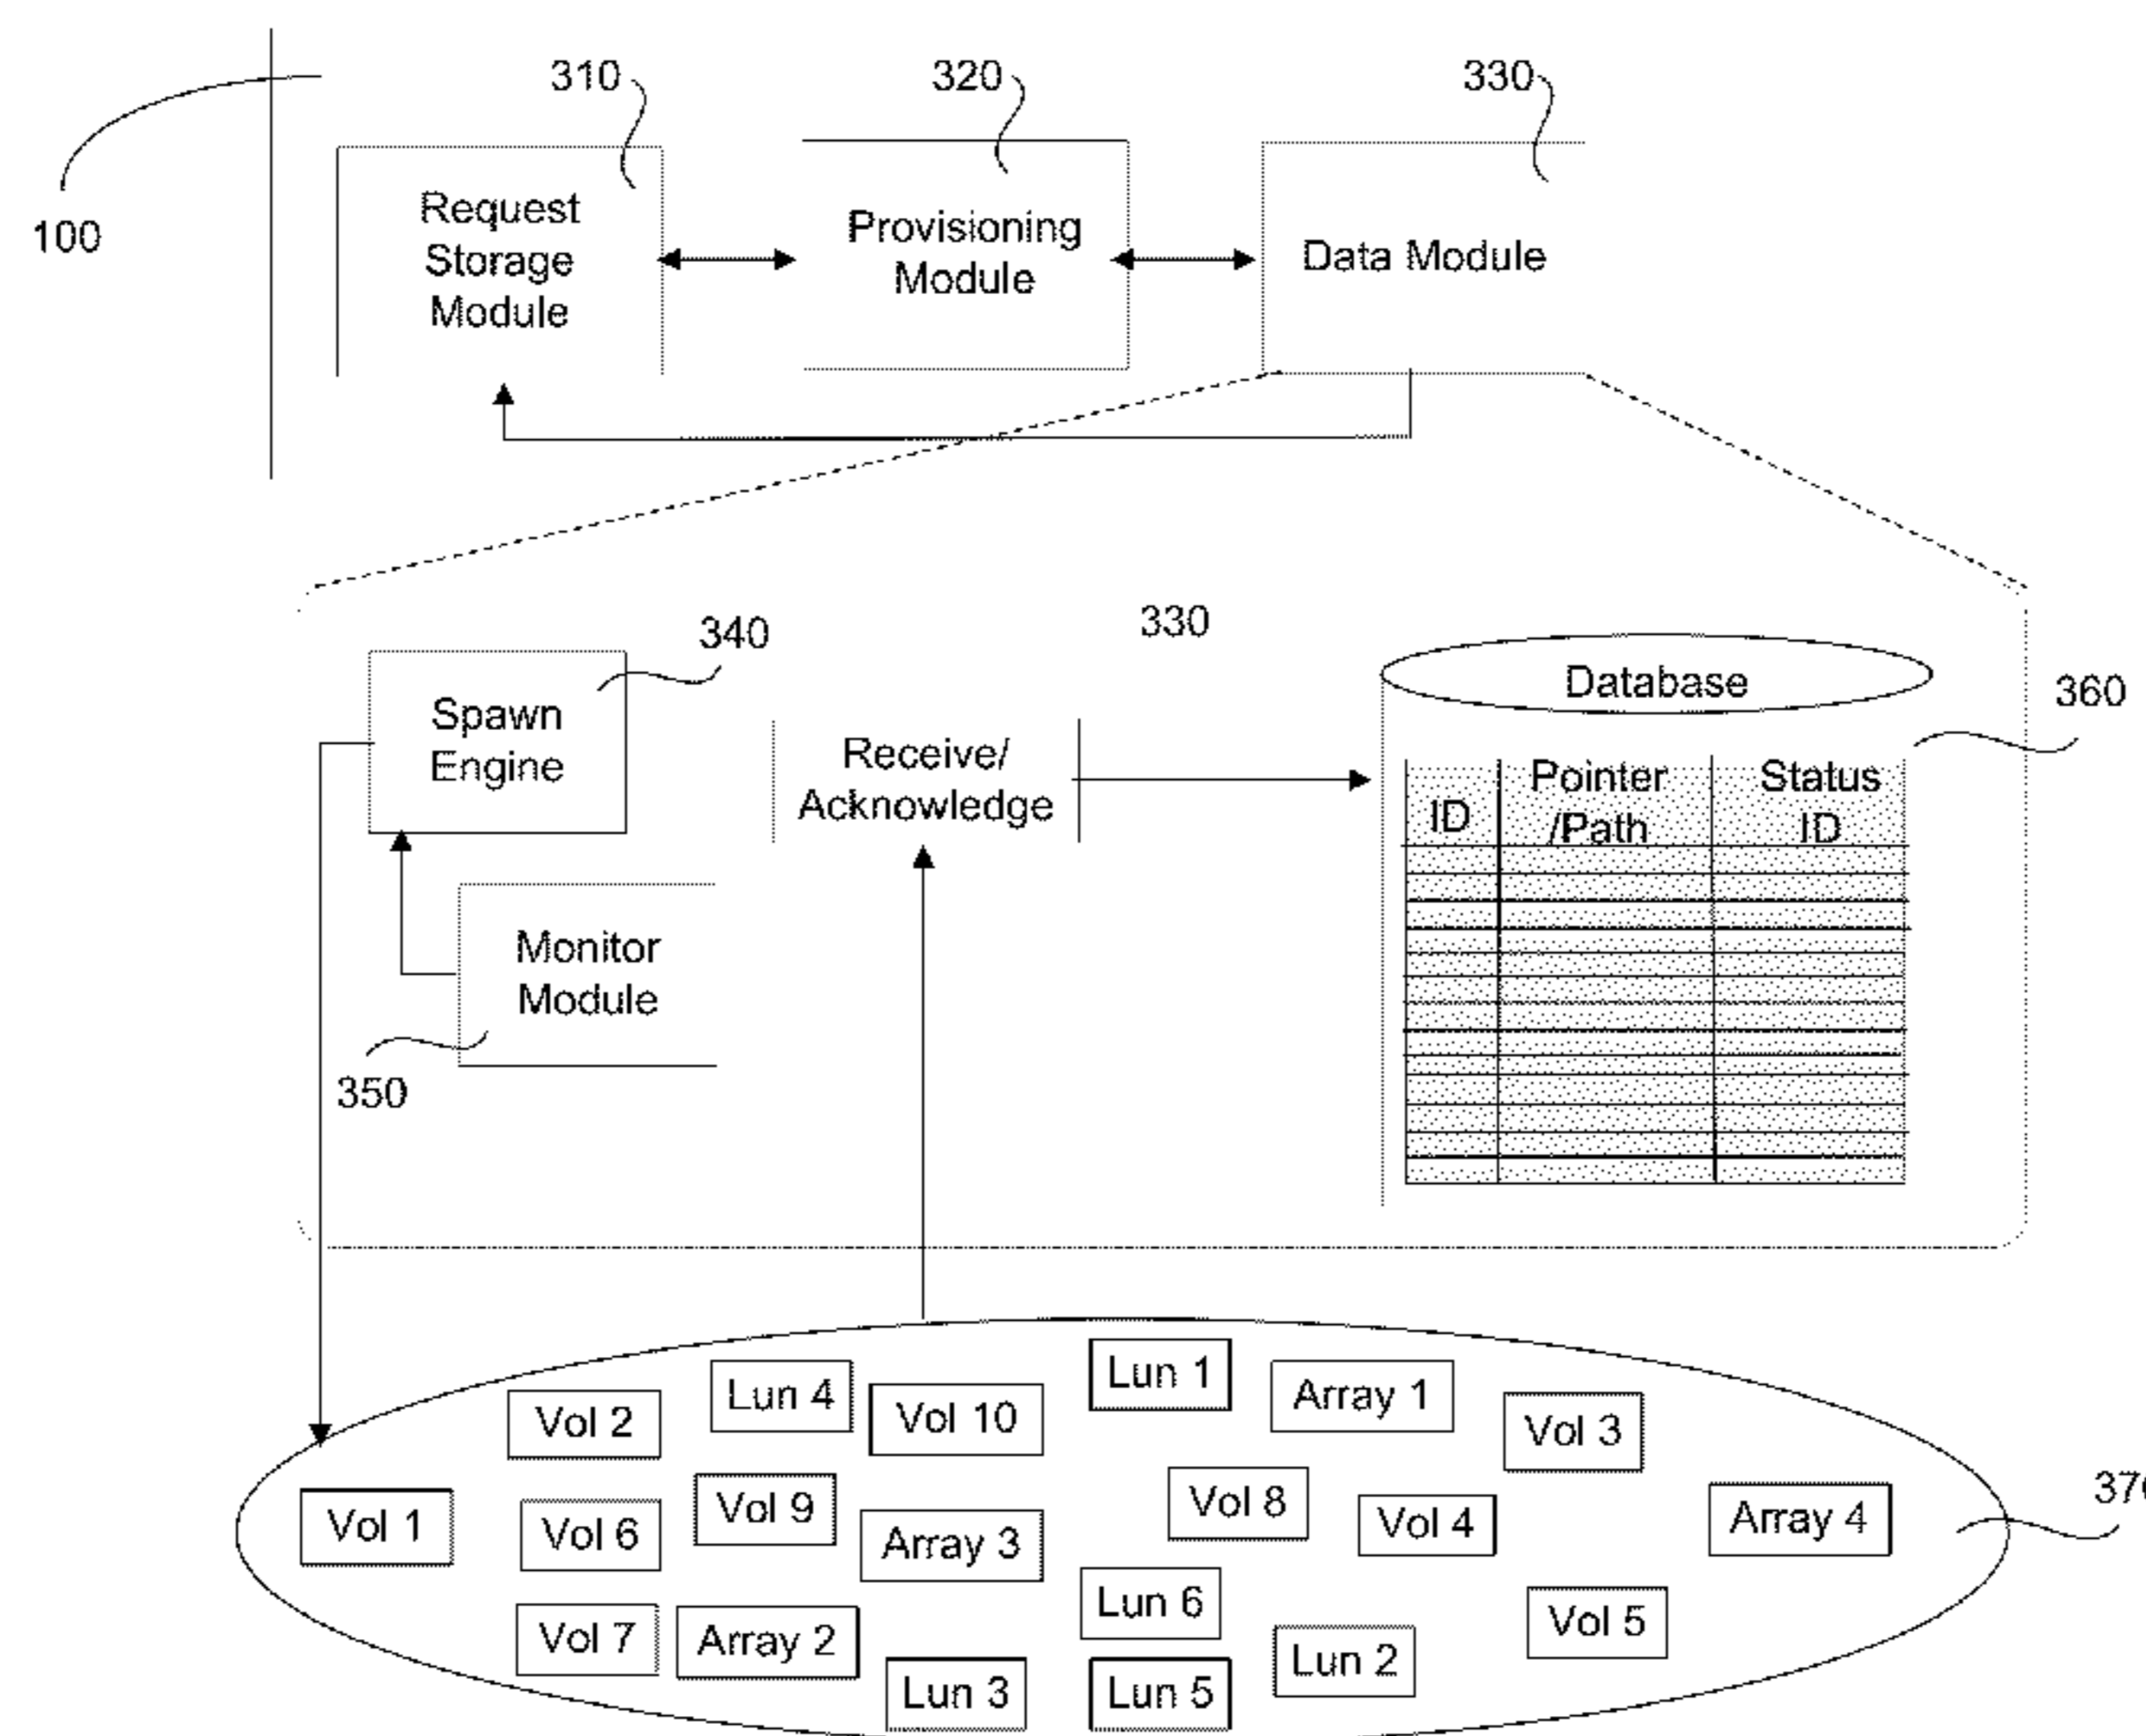 310
320
330
100
Request
Storage
Module
Provisioning
Module
Data Module
340
330
360
Spawn
Engine
Receive/
Acknowledge
Database
ID
Pointer
/Path
Status
ID
Monitor
Module
350
Lun 1
Lun 4
Array 1
Vol 2
Vol 10
Vol 3
370
Vol 1
Vol 6
Vol 9
Array 3
Vol 8
Vol 4
Array 4
Lun 6
Vol 5
Vol 7
Array 2
Lun 2
Lun 3
Lun 5